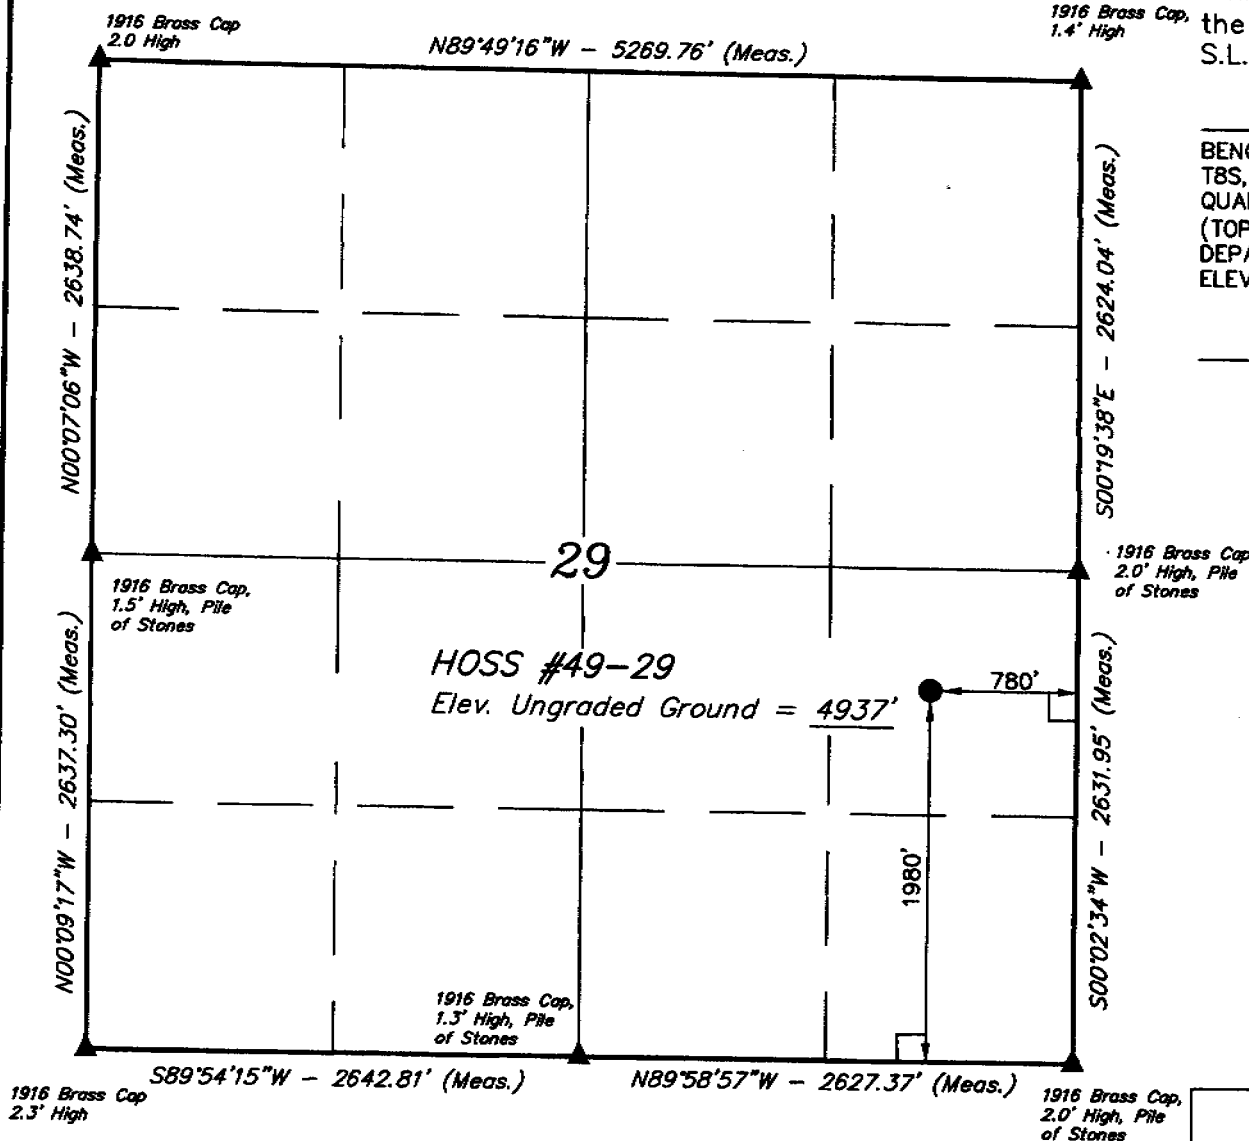 1916 Brass Cap
2.0 High
N89°49'16"W - 5269.76' (Meas.)
1916 Brass Cap,
1.4' High
the
S.L.
N00°07'06"W - 2638.74' (Meas.)
S00°19'38"E - 2624.04' (Meas.)
T8S,
ELEV
29
1916 Brass Cap,
1.5' High, Pile
of Stones
1916 Brass Cap
2.0' High, Pile
of Stones
HOSS #49-29
Elev. Ungraded Ground = 4937'
780'
1980'
N00°09'17"W - 2637.30' (Meas.)
S00°02'34"W - 2631.95' (Meas.)
1916 Brass Cap,
1.3' High, Pile
of Stones
S89°54'15"W - 2642.81' (Meas.)
N89°58'57"W - 2627.37' (Meas.)
1916 Brass Cap
2.3' High
1916 Brass Cap,
2.0' High, Pile
of Stones